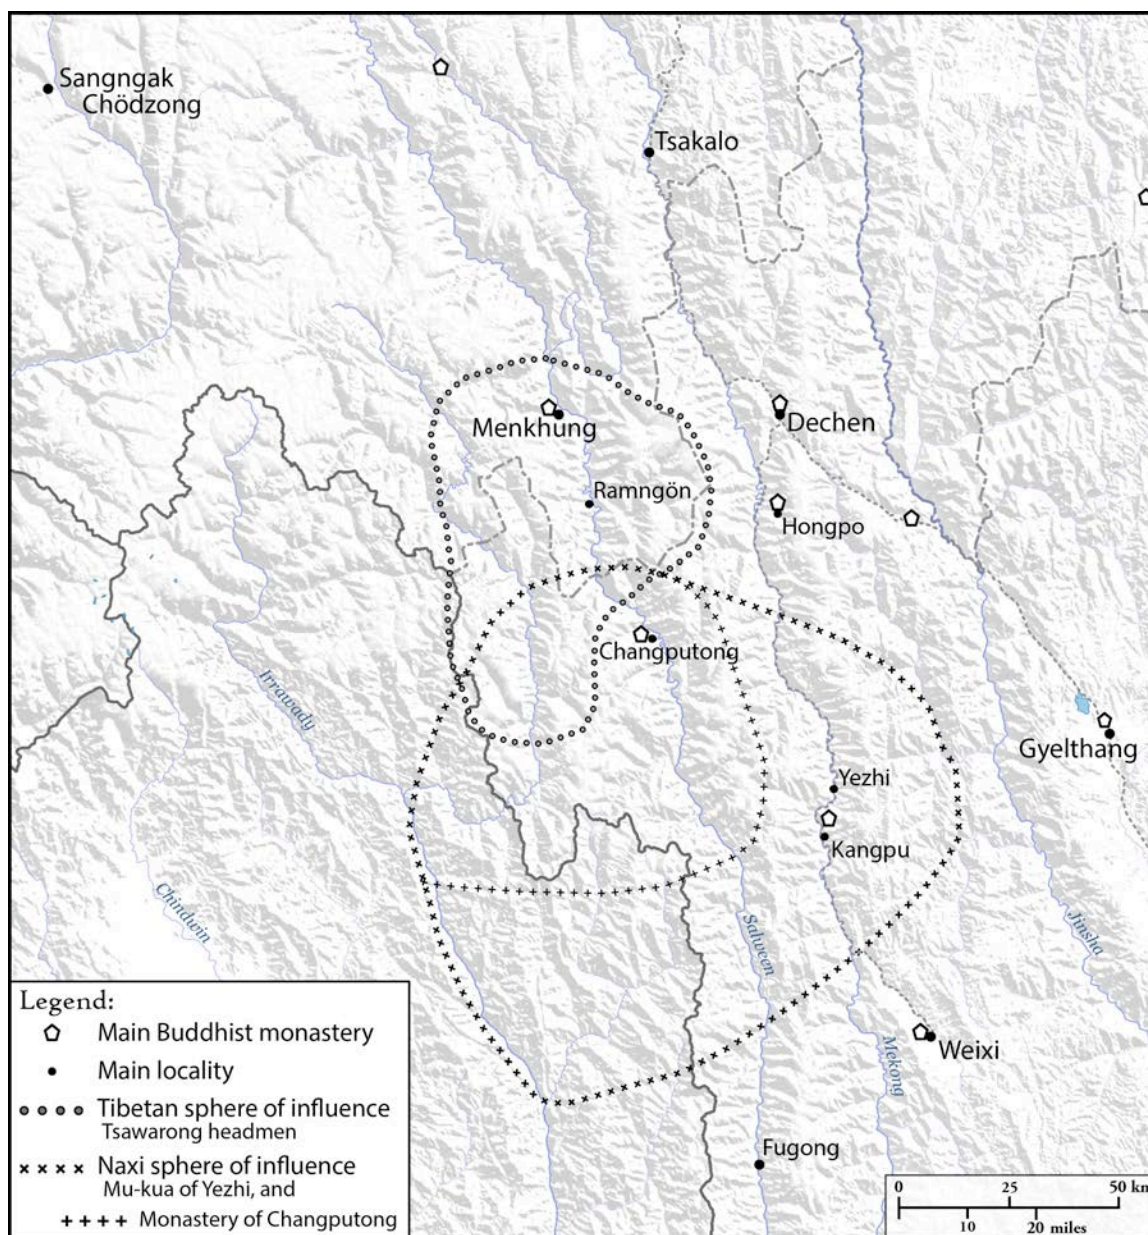 Sangngak
Chödzong
Tsakalo
Menkhung
Dechen
Ramngön
Hongpo
Changputong
Irrawady
Gyelthang
Yezhi
Kangpu
Chindwin
Salween
Jinsha
Mekong
Weixi
Fugong
Legend:
Main Buddhist monastery
Main locality
Tibetan sphere of influence
Tsawarong headmen
Naxi sphere of influence
Mu-kua of Yezhi, and
Monastery of Changputong
0 25 50 km
10 20 miles